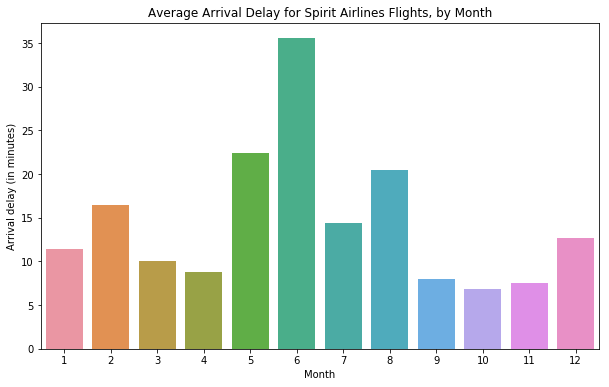 Average Arrival Delay for Spirit Airlines Flights, by Month
Arrival delay (in minutes)
35
30
25
20
15
10
5
0
1 2 3 4 5 6 7 8 9 10 11 12
Month